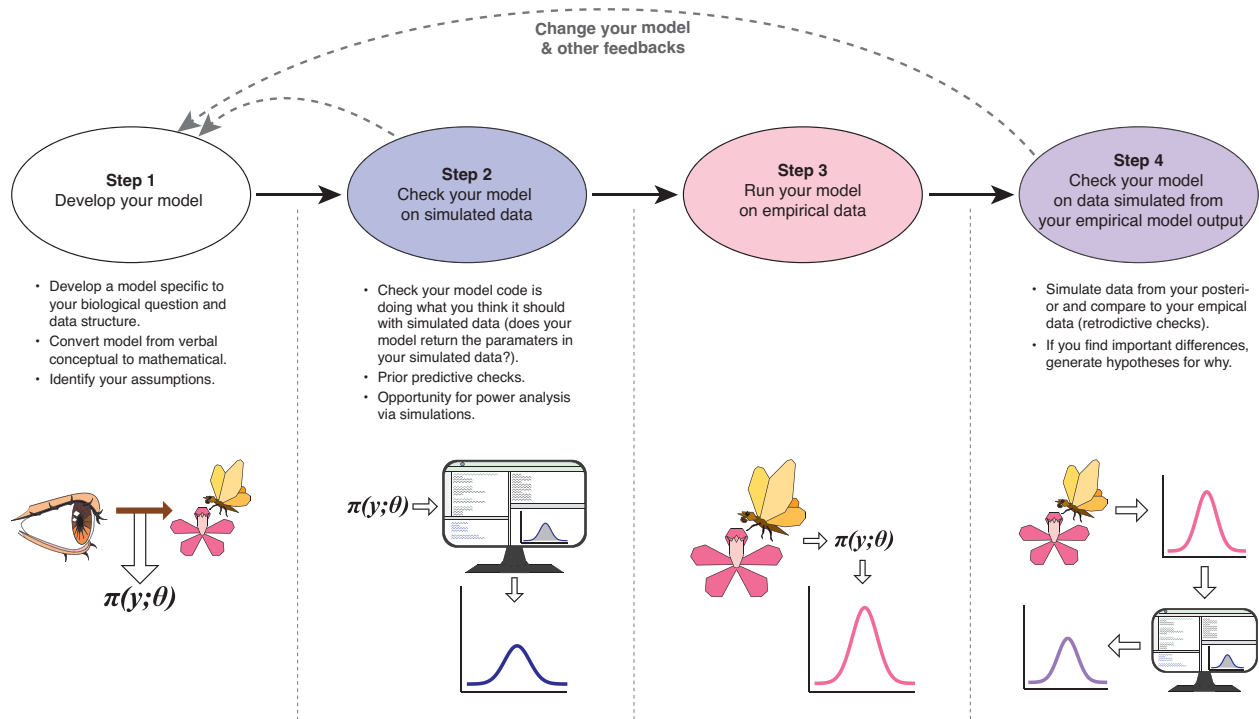 Change your model
& other feedbacks
Step 1
Develop your model
Step 2
Check your model
on simulated data
Step 3
Run your model
on empirical data
Step 4
Check your model
on data simulated from
your empirical model output
• Develop a model specific to
your biological question and
data structure.
• Convert model from verbal
conceptual to mathematical.
• Identify your assumptions.
• Check your model code is
doing what you think it should
with simulated data (does your
model return the paramaters in
your simulated data?).
• Prior predictive checks.
• Opportunity for power analysis
via simulations.
• Simulate data from your posteri-
or and compare to your empical
data (retrodictive checks).
• If you find important differences,
generate hypotheses for why.
π(y;θ)
π(y;θ)
π(y;θ)